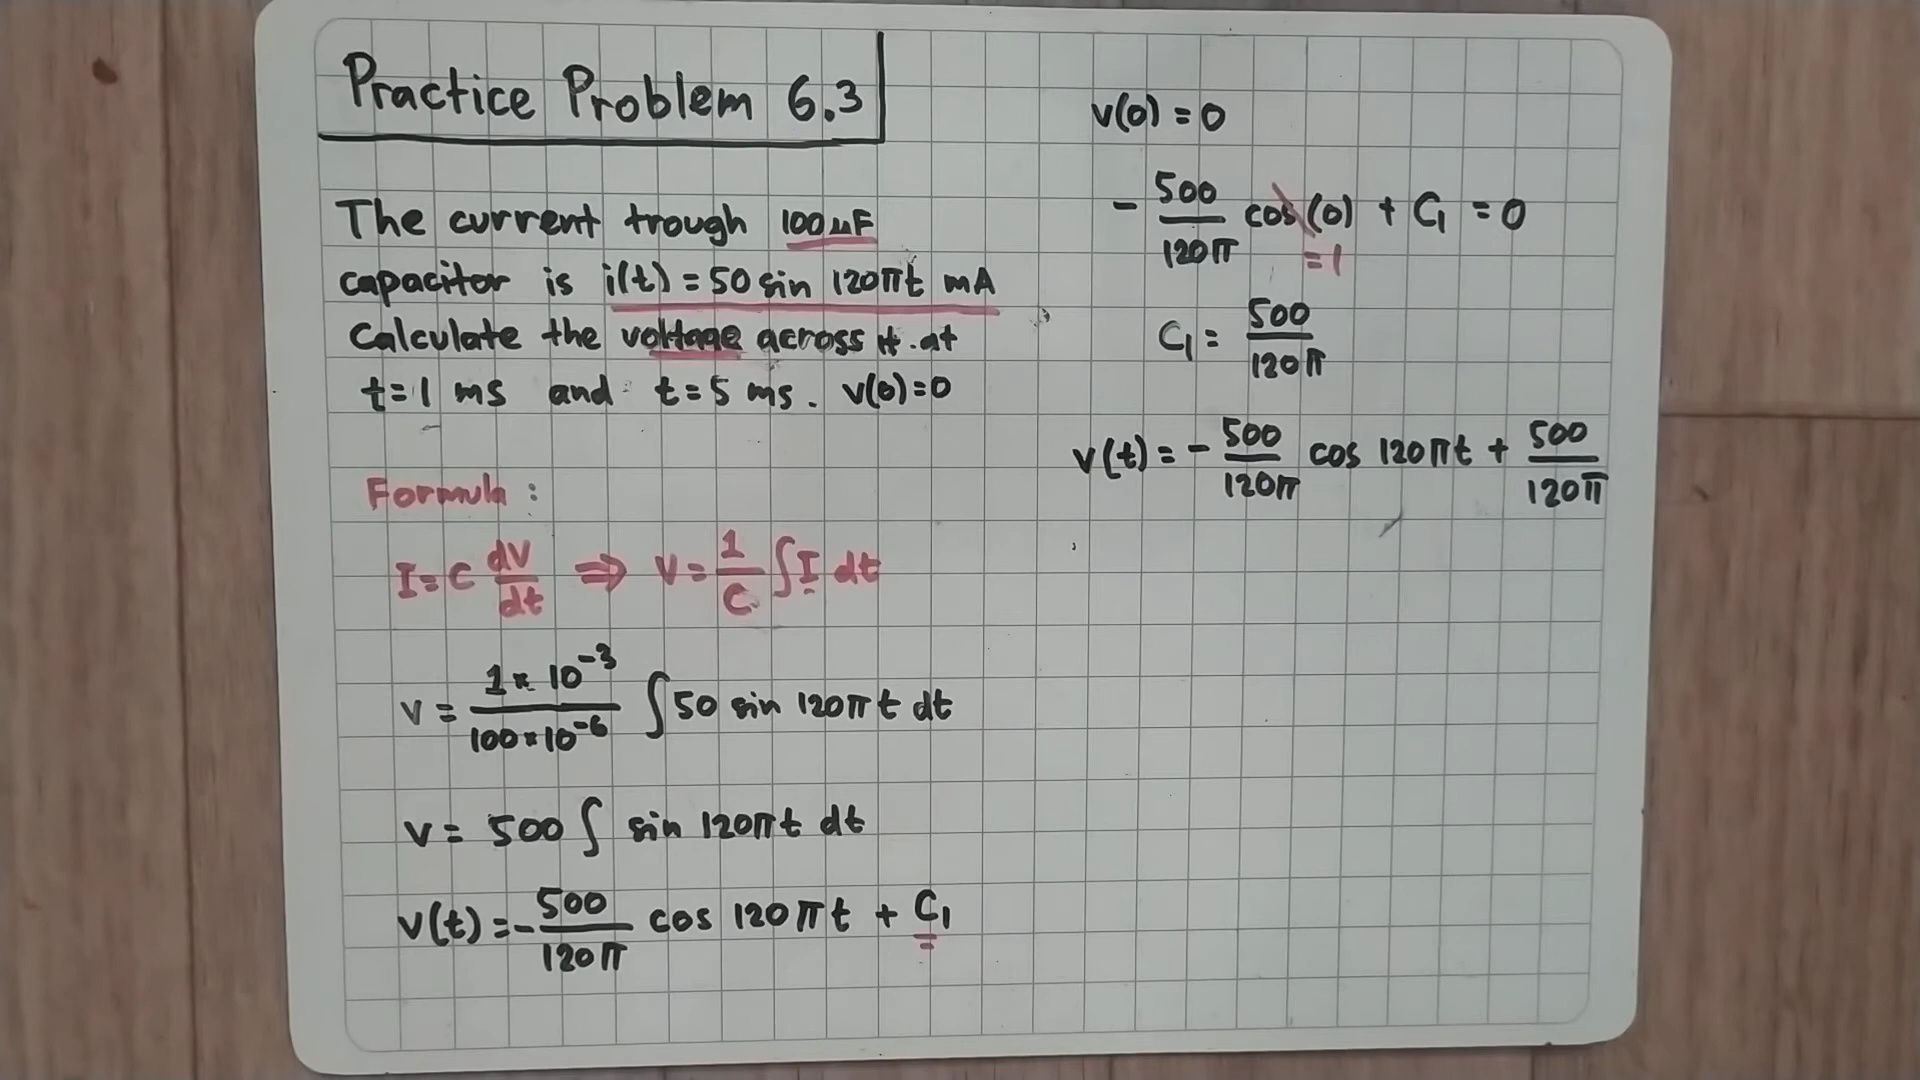 Practice Problem 6.3
The current trough 100μF
capacitor is i(t) = 50 sin 120πt mA
Calculate the voltage across it. at
t=1 ms and t=5 ms. v(0)=0
Formula:
I = C dV/dt ⇒ V = 1/C ∫ I dt
V = 1×10⁻³/100×10⁻⁶ ∫ 50 sin 120πt dt
V = 500 ∫ sin 120πt dt
V(t) = - 500/120π cos 120πt + C₁
v(0) = 0
- 500/120π cos(0) + C₁ = 0
=1
C₁ = 500/120π
v(t) = - 500/120π cos 120πt + 500/120π